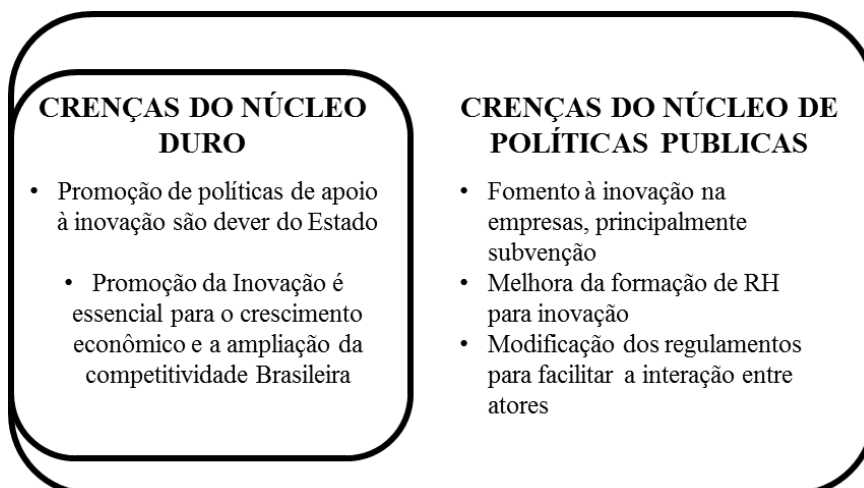 CRENÇAS DO NÚCLEO
DURO
• Promoção de políticas de apoio
à inovação são dever do Estado
• Promoção da Inovação é
essencial para o crescimento
econômico e a ampliação da
competitividade Brasileira
CRENÇAS DO NÚCLEO DE
POLÍTICAS PUBLICAS
• Fomento à inovação na
empresas, principalmente
subvenção
• Melhora da formação de RH
para inovação
• Modificação dos regulamentos
para facilitar a interação entre
atores